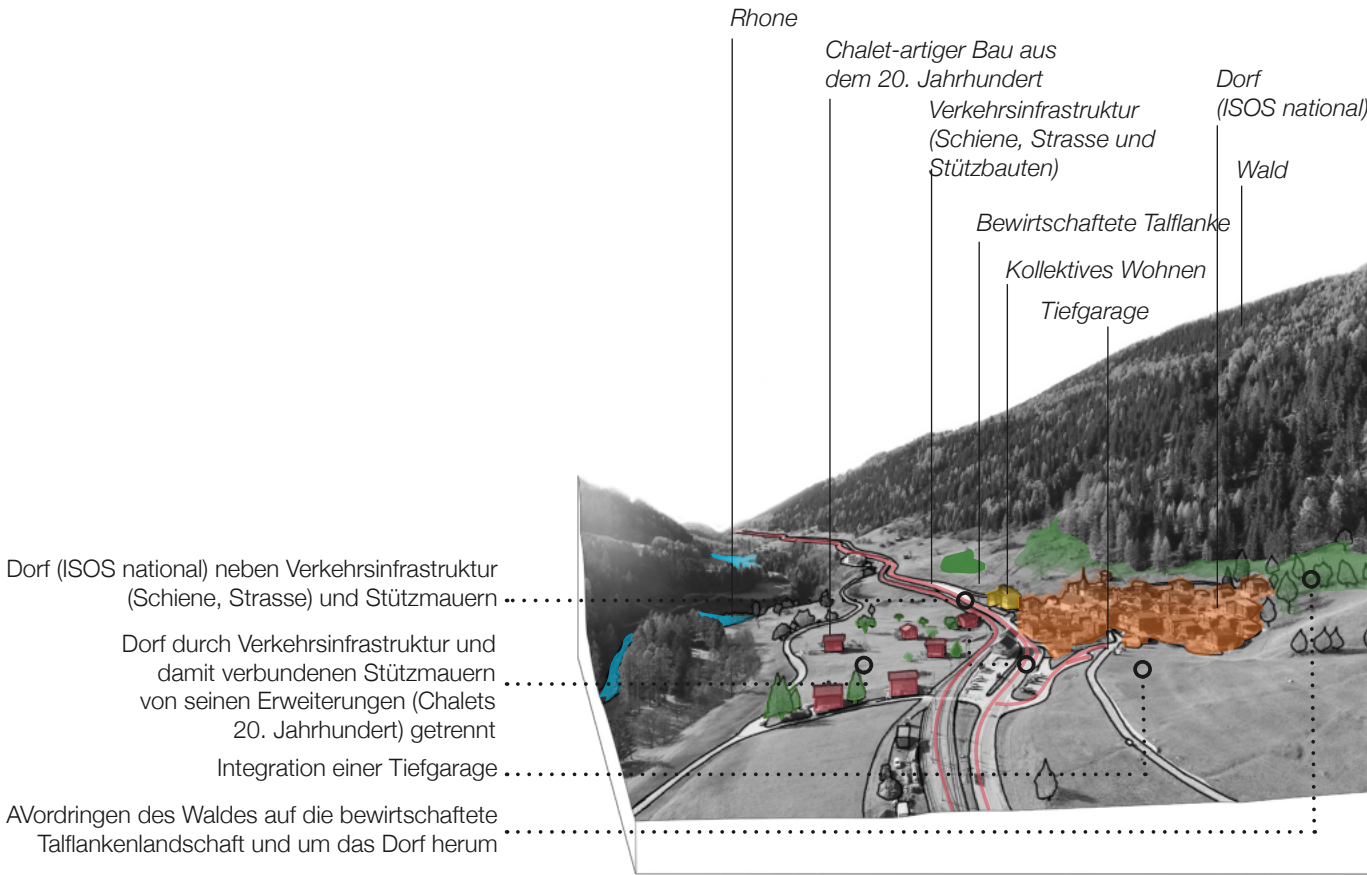 Rhone
Chalet-artiger Bau aus
dem 20. Jahrhundert
Verkehrsinfrastruktur
(Schiene, Strasse und
Stützbauten)
Dorf
(ISOS national)
Wald
Bewirtschaftete Talflanke
Kollektives Wohnen
Tiefgarage
Dorf (ISOS national) neben Verkehrsinfrastruktur
(Schiene, Strasse) und Stützmauern
Dorf durch Verkehrsinfrastruktur und
damit verbundenen Stützmauern
von seinen Erweiterungen (Chalets
20. Jahrhundert) getrennt
Integration einer Tiefgarage
AVordringen des Waldes auf die bewirtschaftete
Talflankenlandschaft und um das Dorf herum